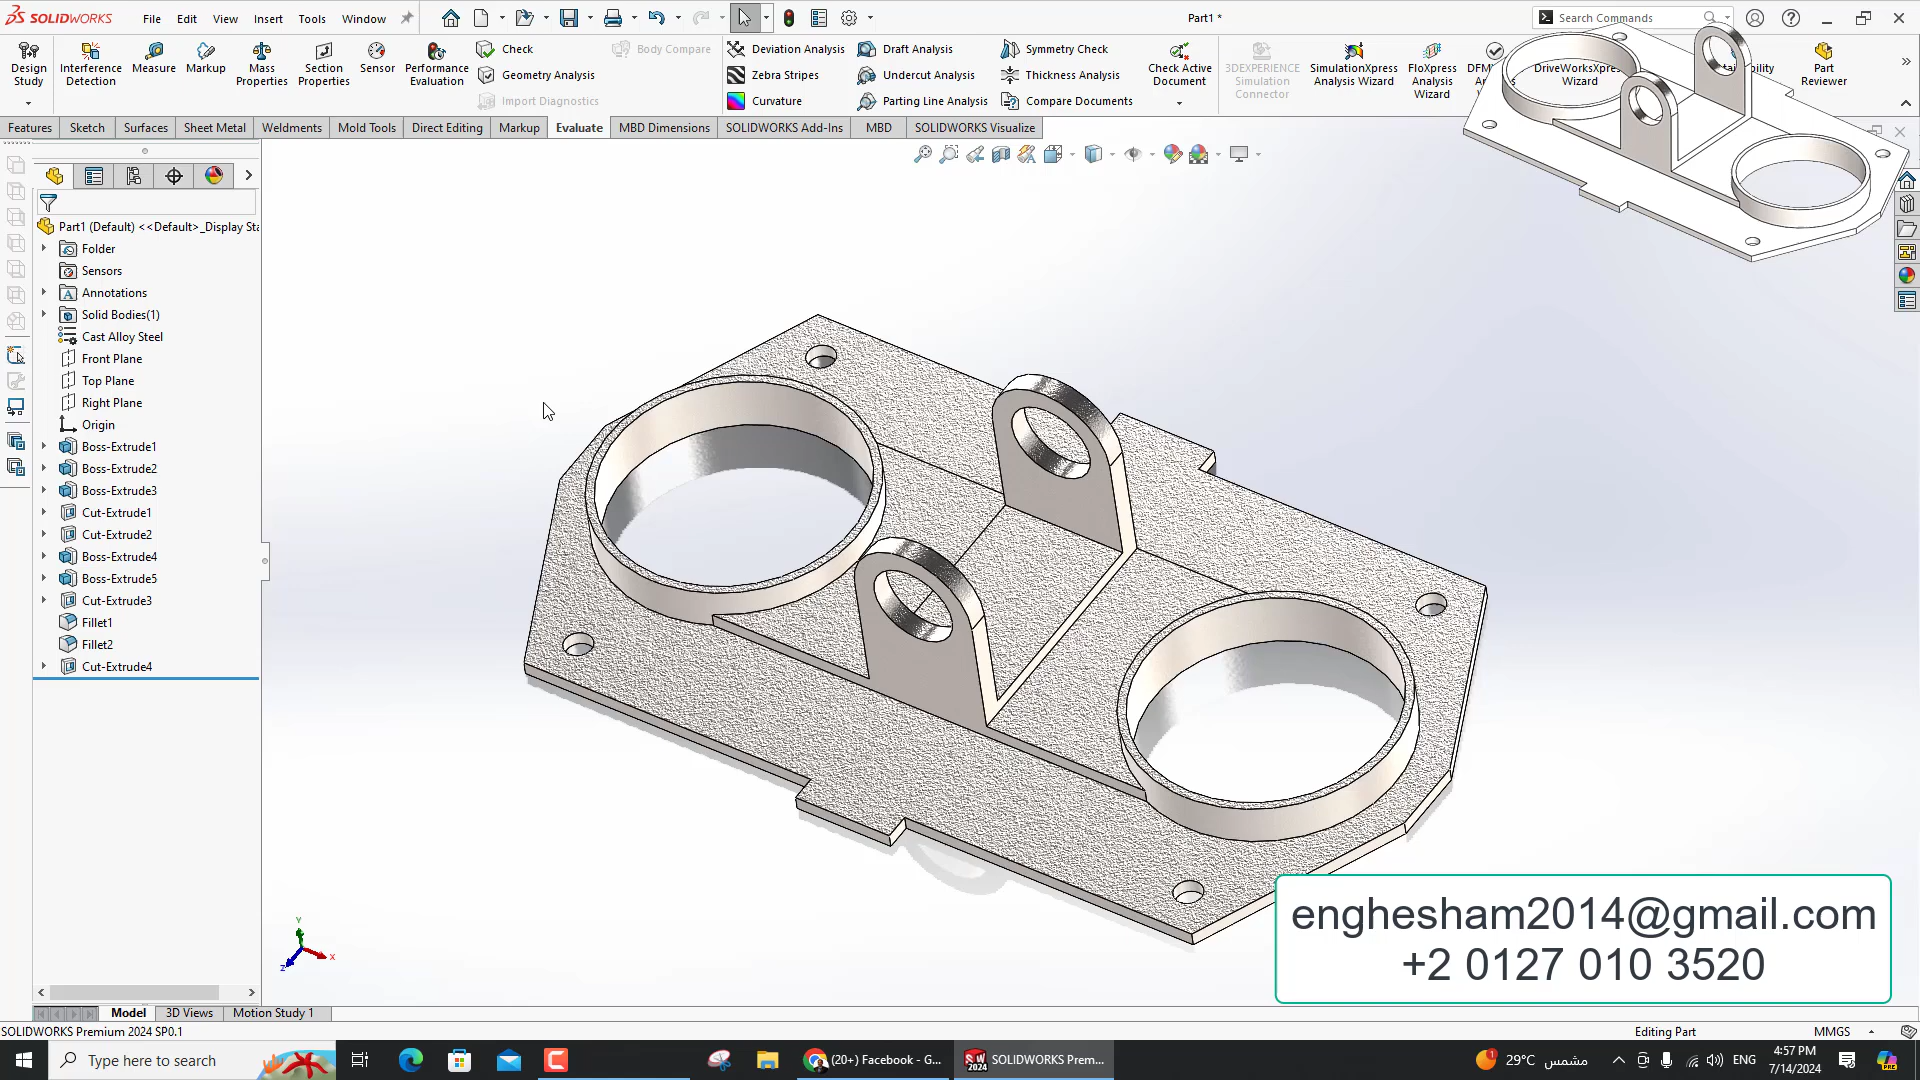 SOLIDWORKS
File
Edit
View
Insert
Tools
Window
Part1 *
Search Commands
Design Study
Interference Detection
Measure
Markup
Mass Properties
Section Properties
Sensor
Performance Evaluation
Check
Geometry Analysis
Import Diagnostics
Body Compare
Deviation Analysis
Zebra Stripes
Curvature
Draft Analysis
Undercut Analysis
Parting Line Analysis
Symmetry Check
Thickness Analysis
Compare Documents
Check Active Document
3DEXPERIENCE Simulation Connector
SimulationXpress Analysis Wizard
FloXpress Analysis Wizard
DriveWorksXpress Wizard
Part Reviewer
Features
Sketch
Surfaces
Sheet Metal
Weldments
Mold Tools
Direct Editing
Markup
Evaluate
MBD Dimensions
SOLIDWORKS Add-Ins
MBD
SOLIDWORKS Visualize
Part1 (Default) <<Default>_Display Sta
Folder
Sensors
Annotations
Solid Bodies(1)
Cast Alloy Steel
Front Plane
Top Plane
Right Plane
Origin
Boss-Extrude1
Boss-Extrude2
Boss-Extrude3
Cut-Extrude1
Cut-Extrude2
Boss-Extrude4
Boss-Extrude5
Cut-Extrude3
Fillet1
Fillet2
Cut-Extrude4
Y
X
Z
enghesham2014@gmail.com
+2 0127 010 3520
Model
3D Views
Motion Study 1
SOLIDWORKS Premium 2024 SP0.1
Editing Part
MMGS
Type here to search
(20+) Facebook - G...
SOLIDWORKS Prem...
29°C مشمس
ENG
4:57 PM
7/14/2024